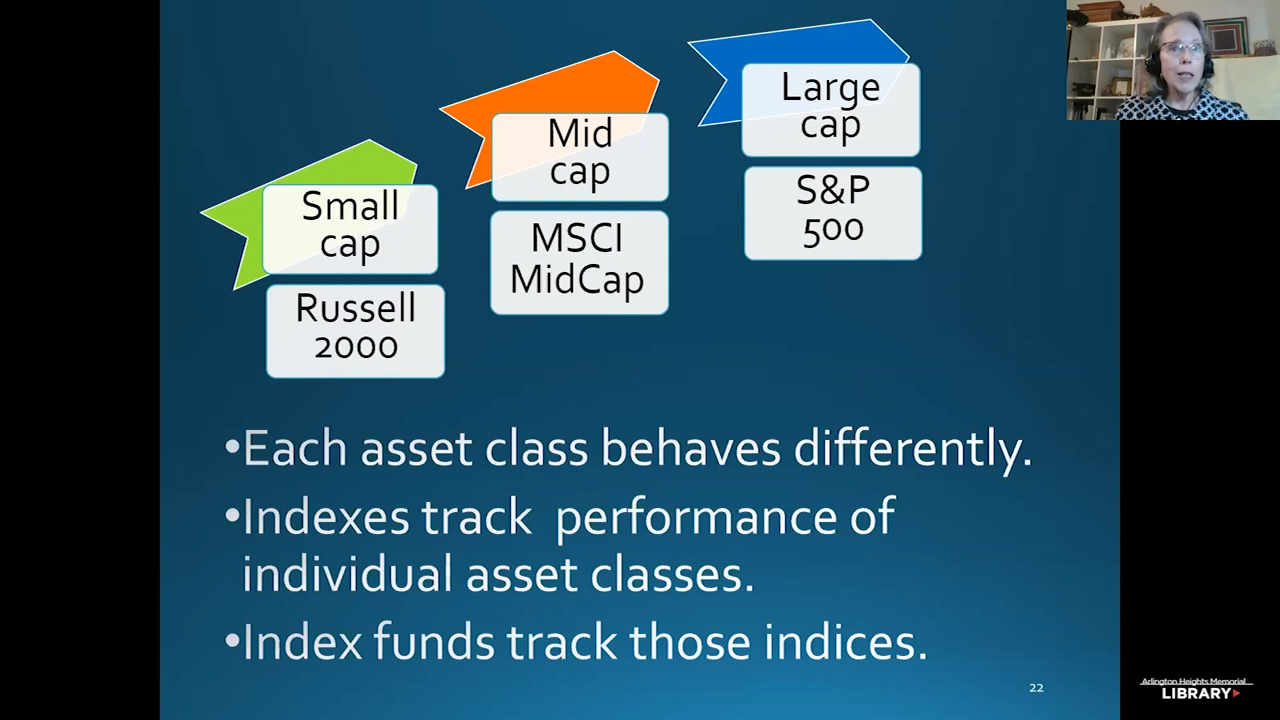 Large
cap
Mid
cap
S&P
500
Small
cap
MSCI
MidCap
Russell
2000
•Each asset class behaves differently.
•Indexes track  performance of
individual asset classes.
•Index funds track those indices.
22
Arlington Heights Memorial
LIBRARY